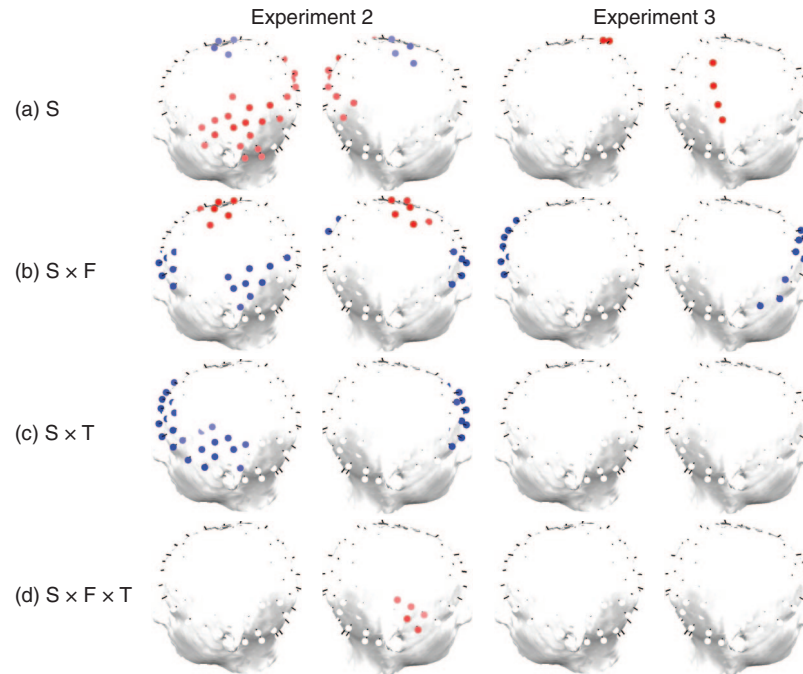 Experiment 2 Experiment 3
(a) S
(b) S × F
(c) S × T
(d) S × F × T